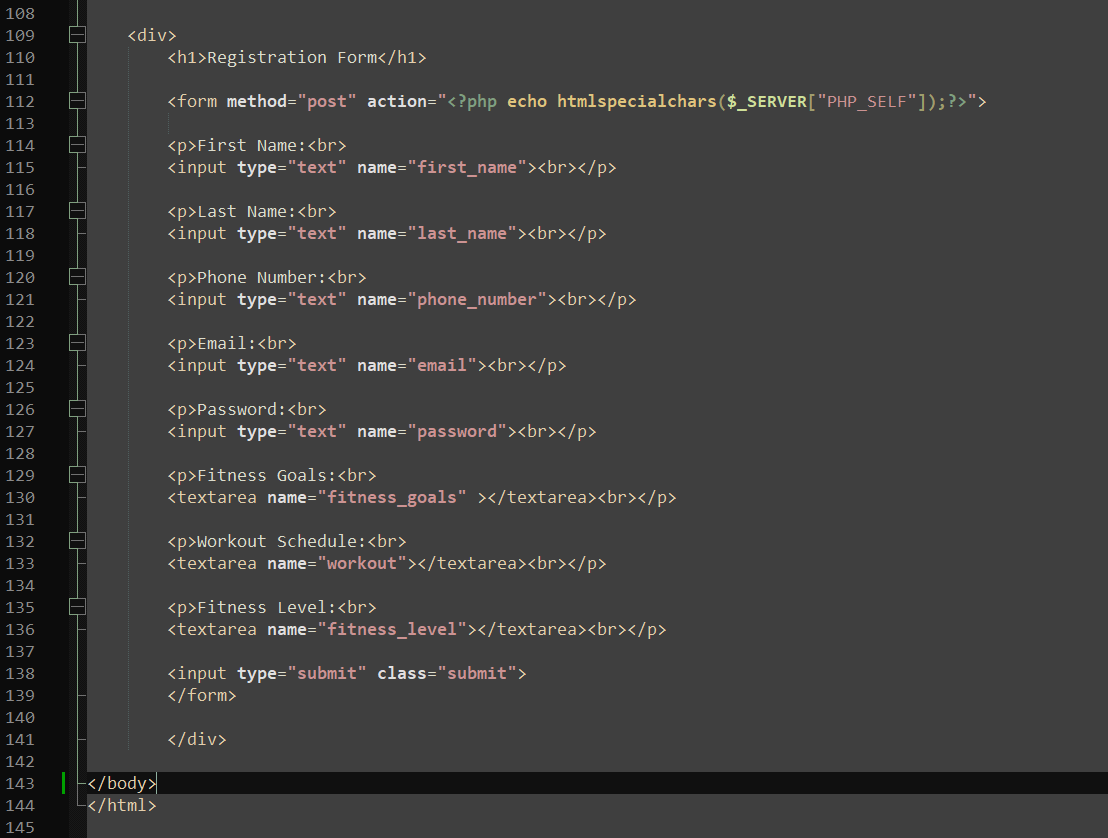 108
109 <div>
110 <h1>Registration Form</h1>
111
112 <form method="post" action="<?php echo htmlspecialchars($_SERVER["PHP_SELF"]);?>">
113
114 <p>First Name:<br>
115 <input type="text" name="first_name"><br></p>
116
117 <p>Last Name:<br>
118 <input type="text" name="last_name"><br></p>
119
120 <p>Phone Number:<br>
121 <input type="text" name="phone_number"><br></p>
122
123 <p>Email:<br>
124 <input type="text" name="email"><br></p>
125
126 <p>Password:<br>
127 <input type="text" name="password"><br></p>
128
129 <p>Fitness Goals:<br>
130 <textarea name="fitness_goals" ></textarea><br></p>
131
132 <p>Workout Schedule:<br>
133 <textarea name="workout"></textarea><br></p>
134
135 <p>Fitness Level:<br>
136 <textarea name="fitness_level"></textarea><br></p>
137
138 <input type="submit" class="submit">
139 </form>
140
141 </div>
142
143 </body>
144 </html>
145